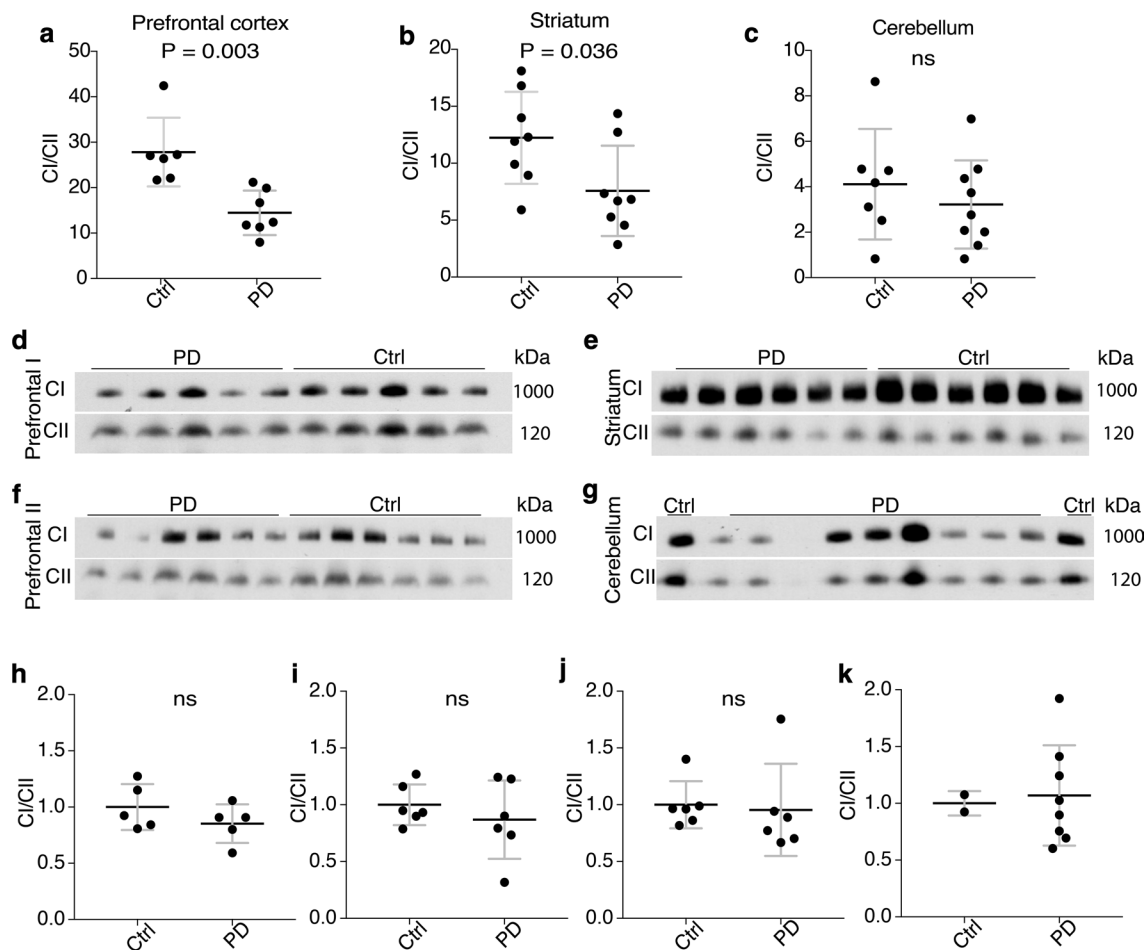 a
Prefrontal cortex
P = 0.003
50
40
30
20
10
0
CI/CII
Ctrl
PD
b
Striatum
P = 0.036
20
15
10
5
0
CI/CII
Ctrl
PD
c
Cerebellum
ns
10
8
6
4
2
0
CI/CII
Ctrl
PD
d
PD
Ctrl
kDa
Prefrontal I
CI
1000
CII
120
e
PD
Ctrl
kDa
Striatum
CI
1000
CII
120
f
PD
Ctrl
kDa
Prefrontal II
CI
1000
CII
120
g
Ctrl
PD
Ctrl
kDa
Cerebellum
CI
1000
CII
120
h
ns
2.0
1.5
1.0
0.5
0.0
CI/CII
Ctrl
PD
i
ns
2.0
1.5
1.0
0.5
0.0
CI/CII
Ctrl
PD
j
ns
2.0
1.5
1.0
0.5
0.0
CI/CII
Ctrl
PD
k
2.0
1.5
1.0
0.5
0.0
CI/CII
Ctrl
PD